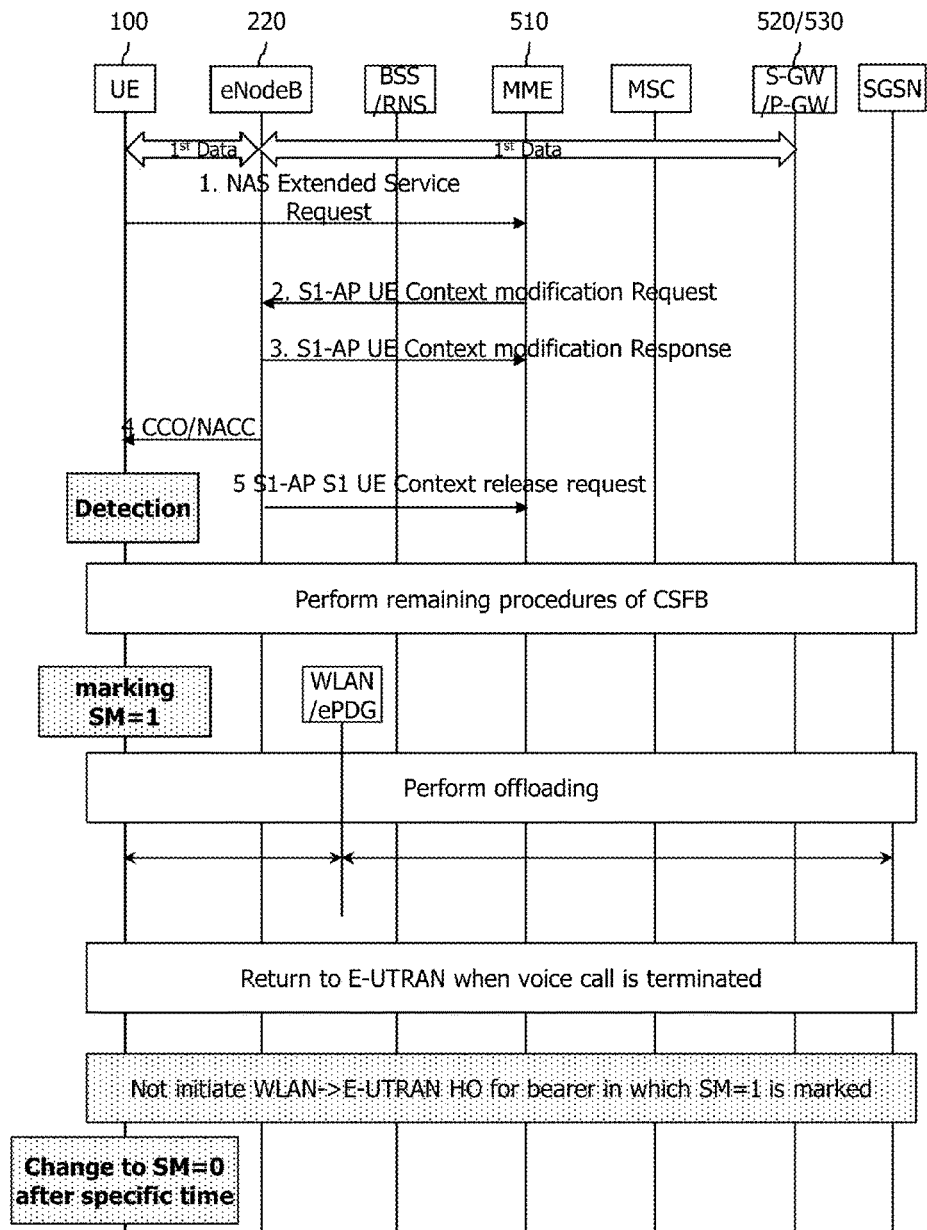 100
220
510
520/530
UE
eNodeB
BSS
/RNS
MME
MSC
S-GW
/P-GW
SGSN
1st Data
1st Data
1. NAS Extended Service
Request
2. S1-AP UE Context modification Request
3. S1-AP UE Context modification Response
4 CCO/NACC
5 S1-AP S1 UE Context release request
Detection
Perform remaining procedures of CSFB
marking
SM=1
WLAN
/ePDG
Perform offloading
Return to E-UTRAN when voice call is terminated
Not initiate WLAN->E-UTRAN HO for bearer in which SM=1 is marked
Change to SM=0
after specific time